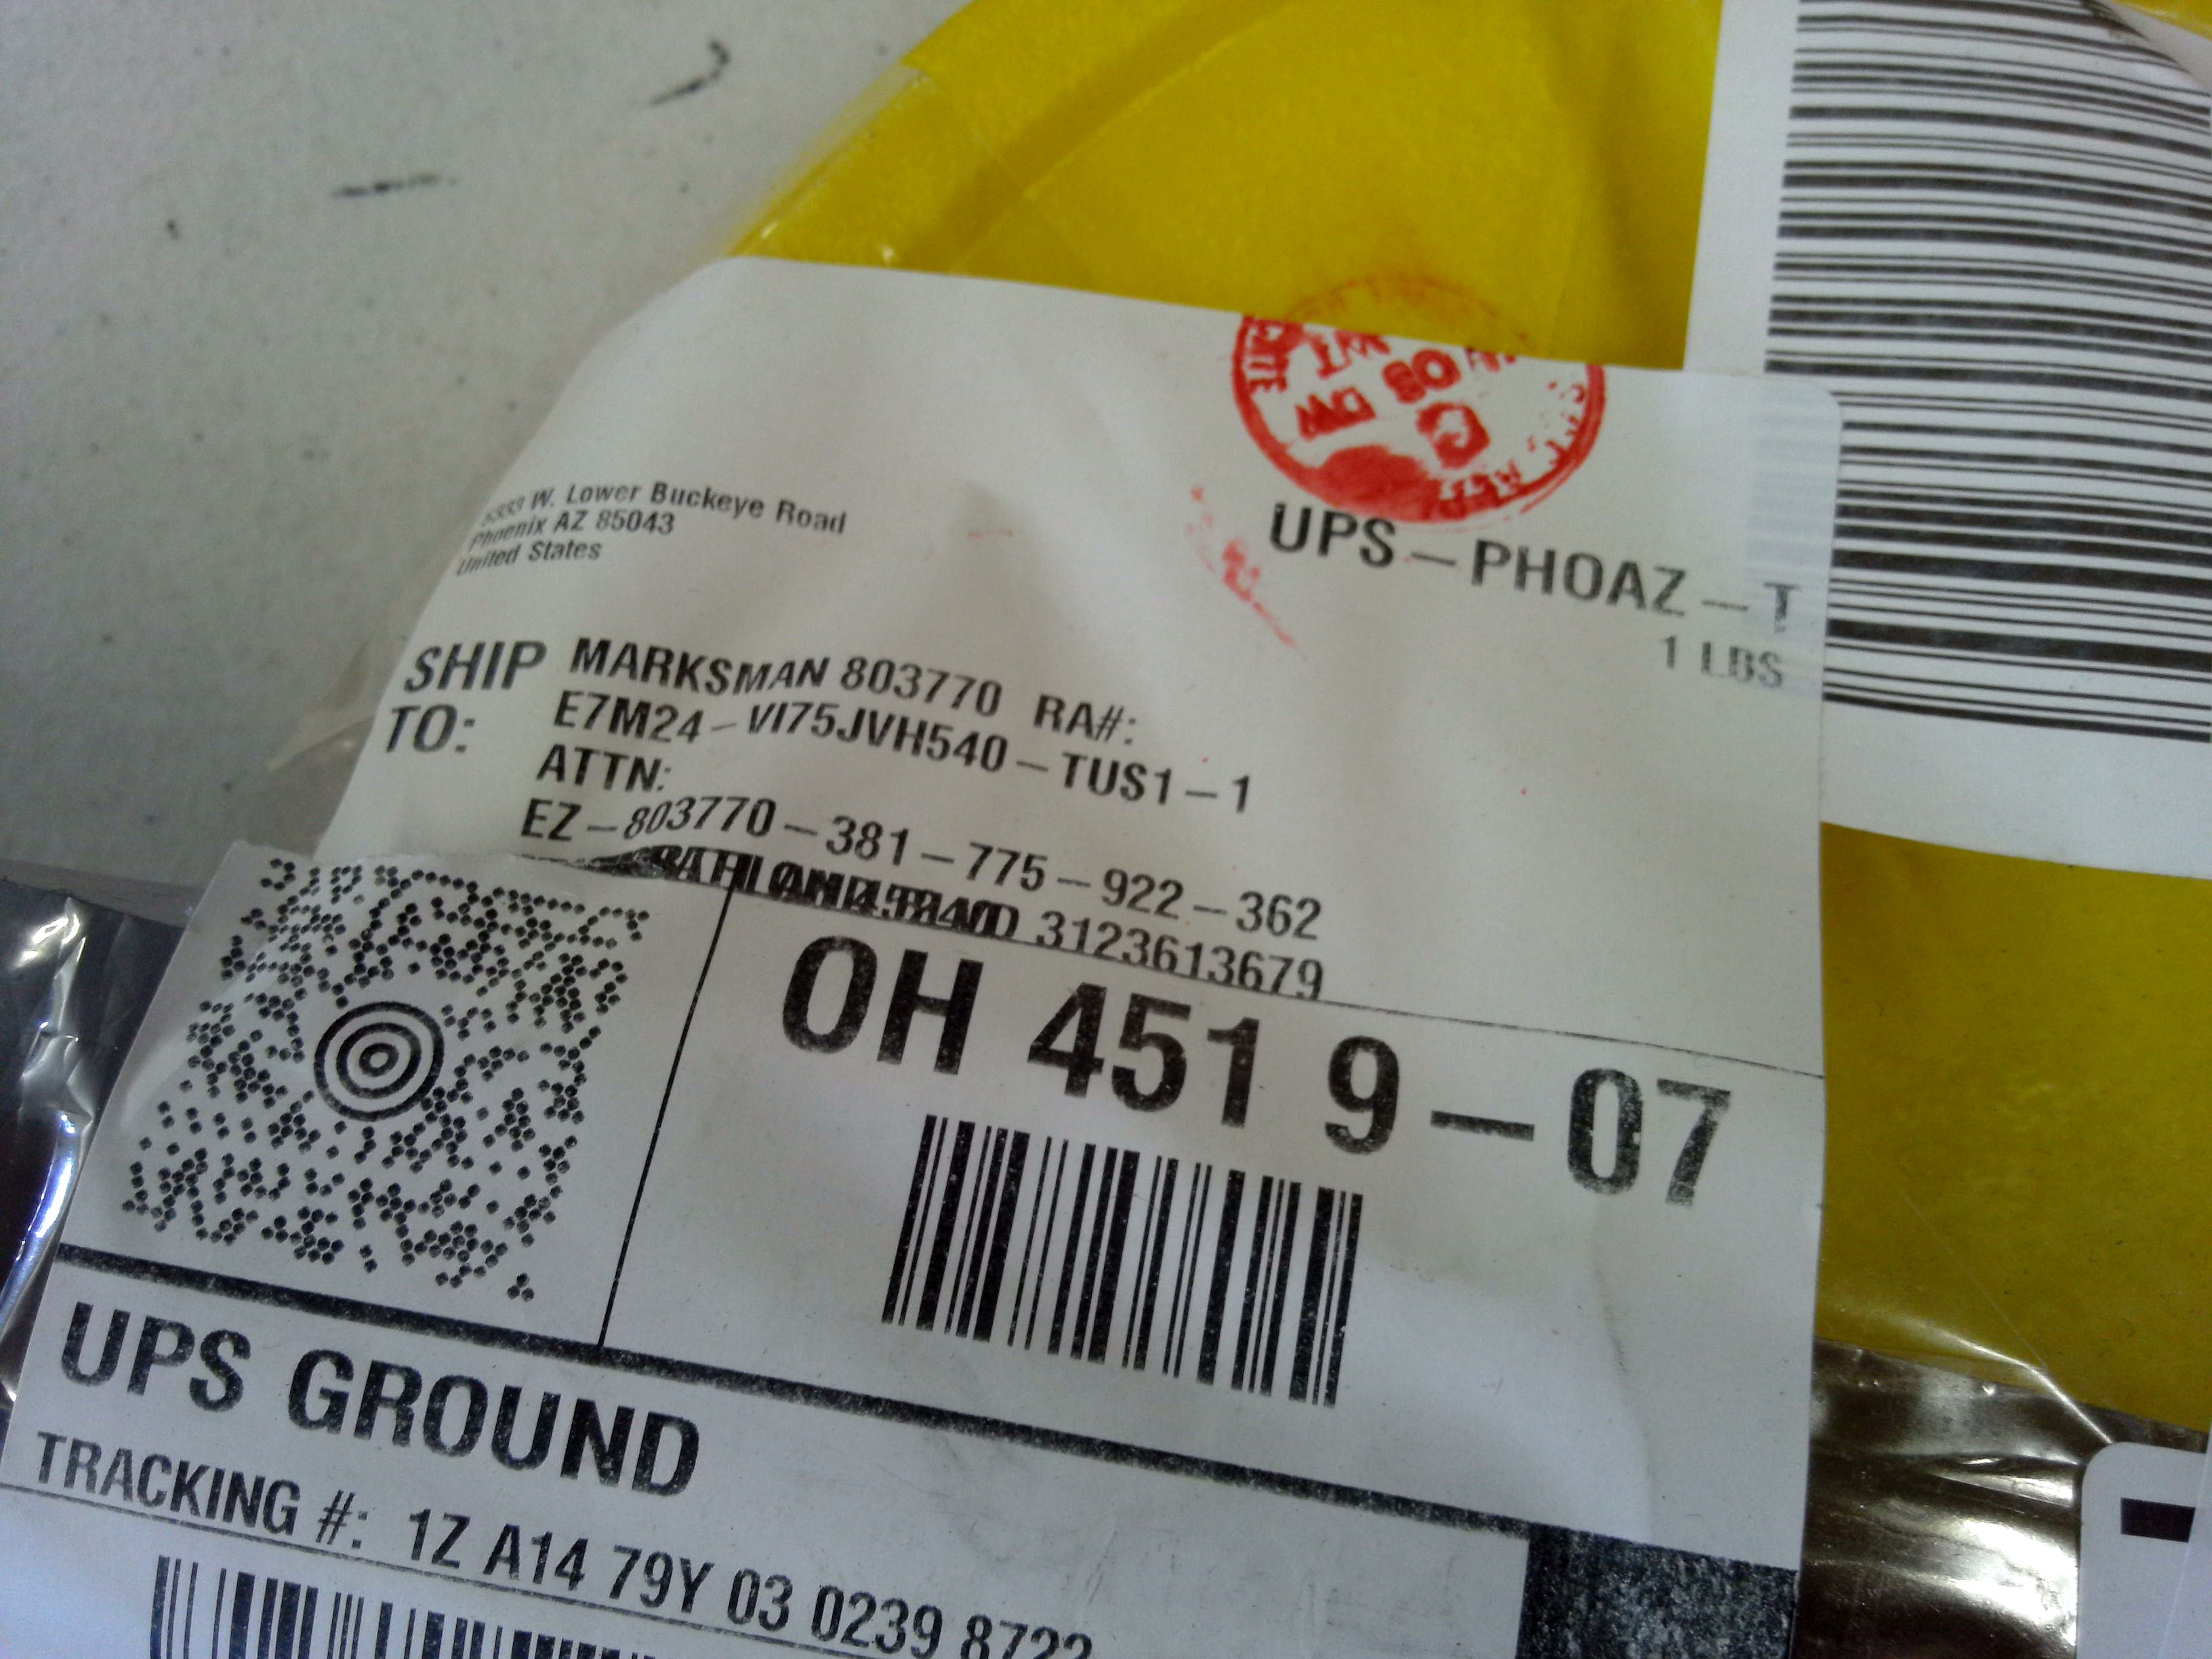 W. Lower Buckeye Road
Phoenix AZ 85043
United States
UPS – PHOAZ – T
1 LBS
SHIP TO:
MARKSMAN 803770 RA#:
E7M24 – VI75JVH540 – TUS1 – 1
ATTN:
EZ – 803770 – 381 – 775 – 922 – 362
3123613679
OH 451 9 – 07
UPS GROUND
TRACKING #: 1Z A14 79Y 03 0239 8722